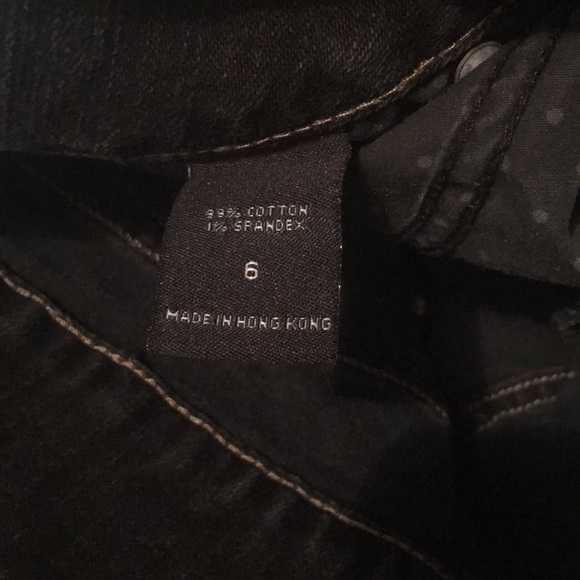 99% COTTON
1% SPANDEX
6
MADE IN HONG KONG